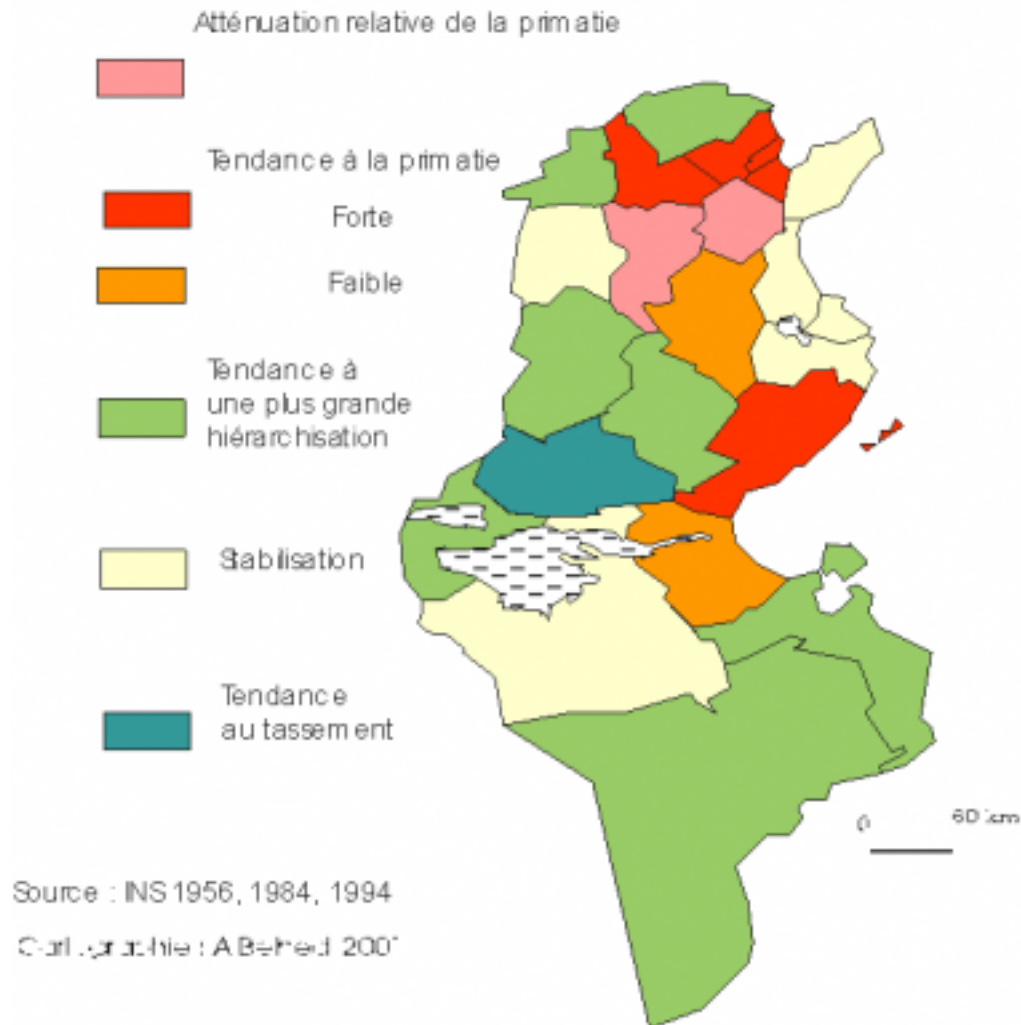 Atténuation relative de la primatie
Tendance à la primatie
Forte
Faible
Tendance à
une plus grande
hiérarchisation
Stabilisation
Tendance
au tassement
0
60 km
Source : INS 1956, 1984, 1994
: A Belhedi